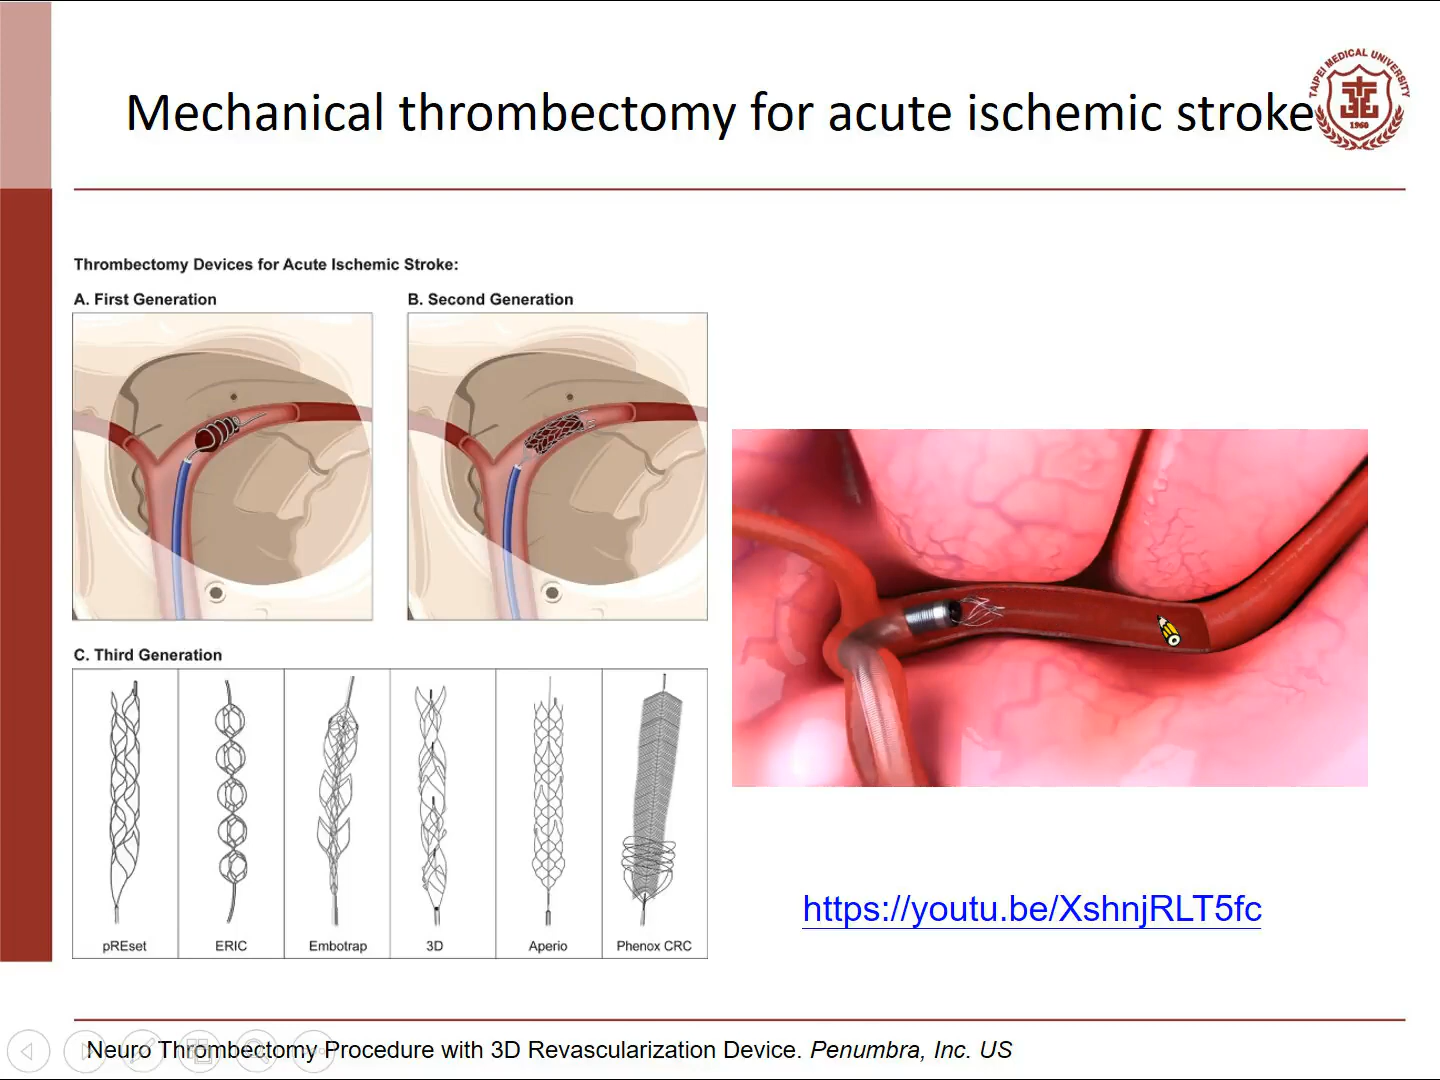 Mechanical thrombectomy for acute ischemic stroke
TAIPEI MEDICAL UNIVERSITY
1960
Thrombectomy Devices for Acute Ischemic Stroke:
A. First Generation
B. Second Generation
C. Third Generation
pREset
ERIC
Embotrap
3D
Aperio
Phenox CRC
https://youtu.be/XshnjRLT5fc
Neuro Thrombectomy Procedure with 3D Revascularization Device. Penumbra, Inc. US